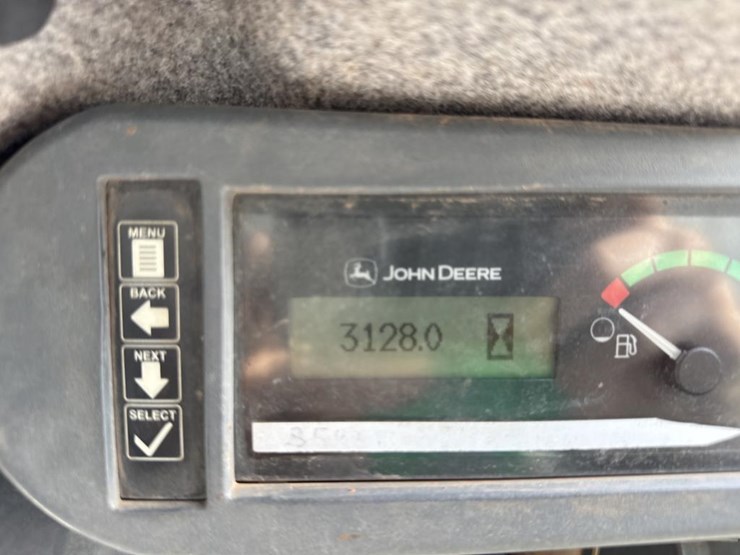 MENU
BACK
NEXT
SELECT
JOHN DEERE
3128.0